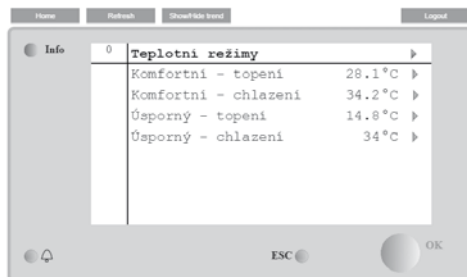 Home Refresh Show/Hide trend Logout
Info 0 Teplotní režimy
Komfortní - topení 28.1°C
Komfortní - chlazení 34.2°C
Úsporný - topení 14.8°C
Úsporný - chlazení 34°C
ESC OK